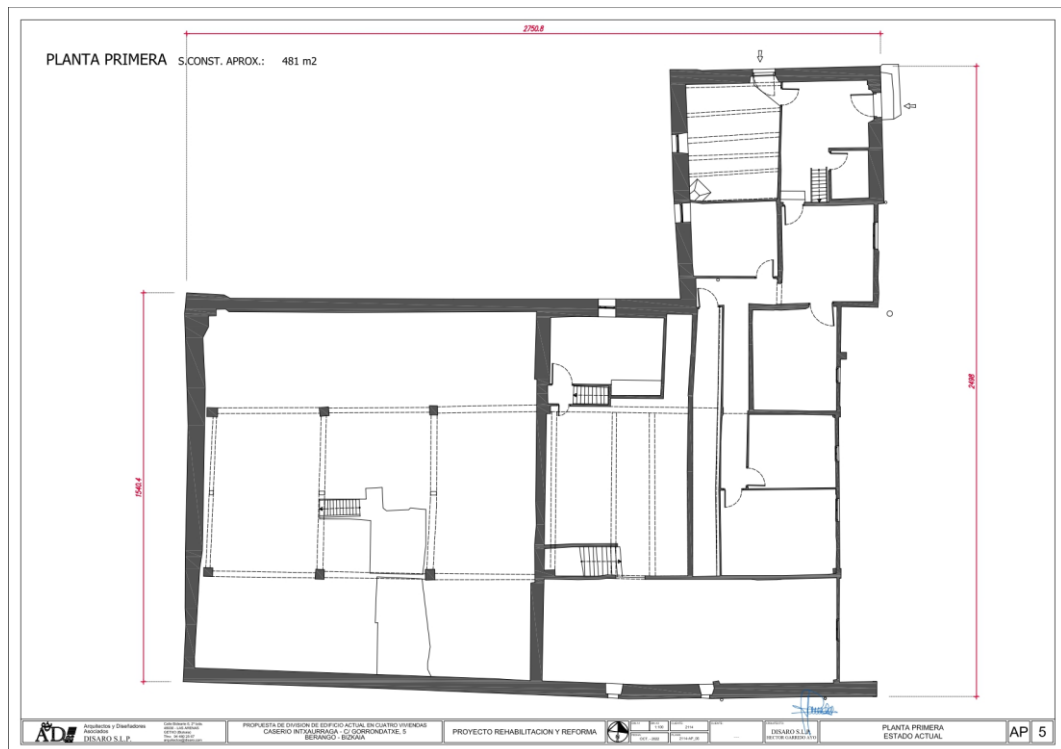 2750.8
PLANTA PRIMERA S.CONST. APROX.: 481 m2
2498
1540.4
AD Arquitectos y Diseñadores
Asociados
DISARO S.L.P.
PROPUESTA DE DIVISION DE EDIFICIO ACTUAL EN CUATRO VIVIENDAS
CASERIO INTXAURRAGA - C/ GORRONDATXE, 5
BERANGO - BIZKAIA
PROYECTO REHABILITACION Y REFORMA
DISARO S.L.P.
PLANTA PRIMERA
ESTADO ACTUAL
AP 5